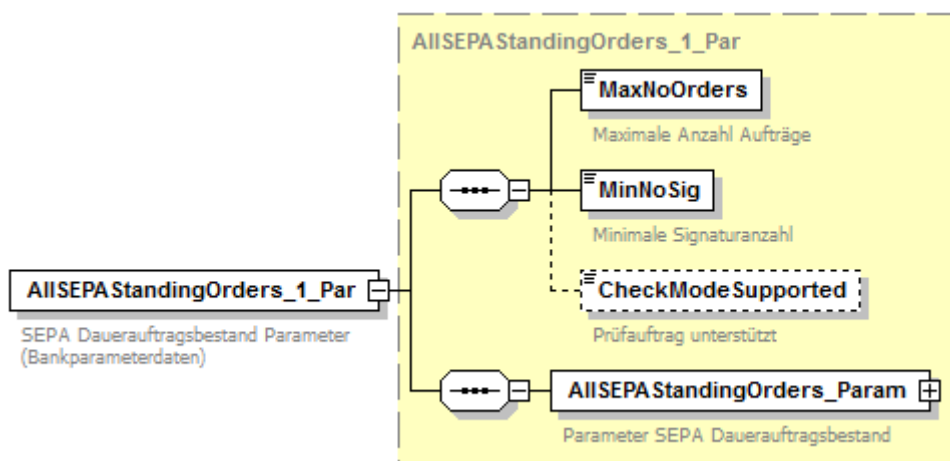 AllSEPAStandingOrders_1_Par
MaxNoOrders
Maximale Anzahl Aufträge
MinNoSig
Minimale Signaturanzahl
AllSEPAStandingOrders_1_Par
SEPA Dauerauftragsbestand Parameter
(Bankparameterdaten)
CheckModeSupported
Prüfauftrag unterstützt
AllSEPAStandingOrders_Param
Parameter SEPA Dauerauftragsbestand